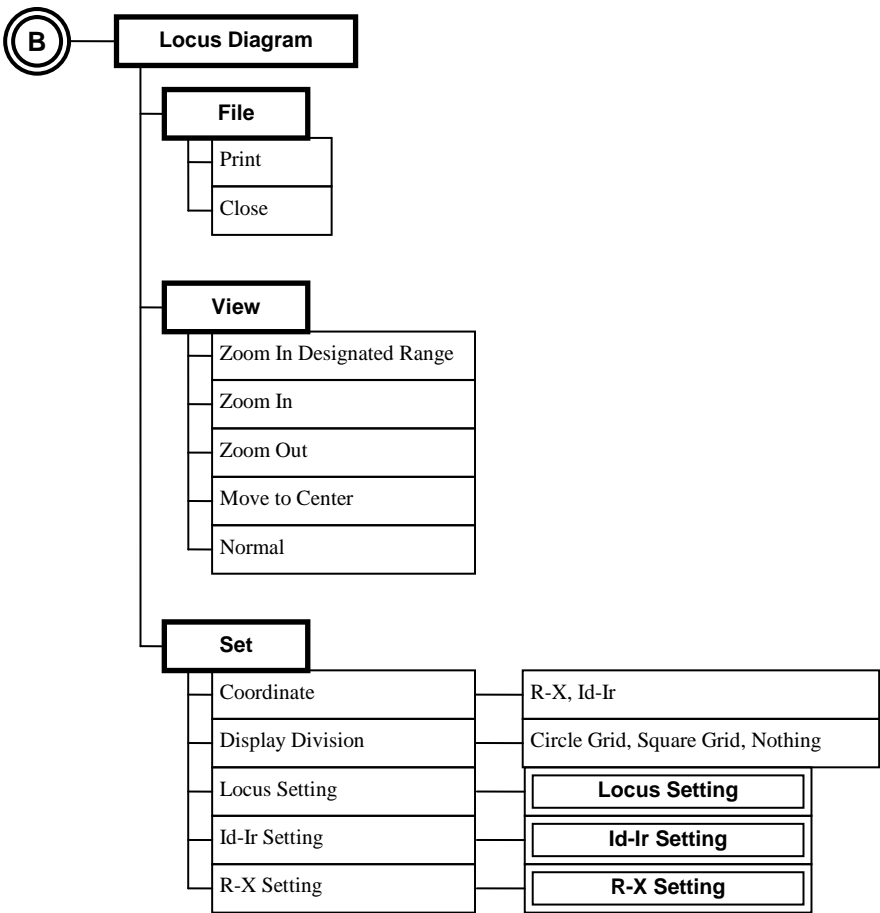 B
Locus Diagram
File
Print
Close
View
Zoom In Designated Range
Zoom In
Zoom Out
Move to Center
Normal
Set
Coordinate
R-X, Id-Ir
Display Division
Circle Grid, Square Grid, Nothing
Locus Setting
Locus Setting
Id-Ir Setting
Id-Ir Setting
R-X Setting
R-X Setting